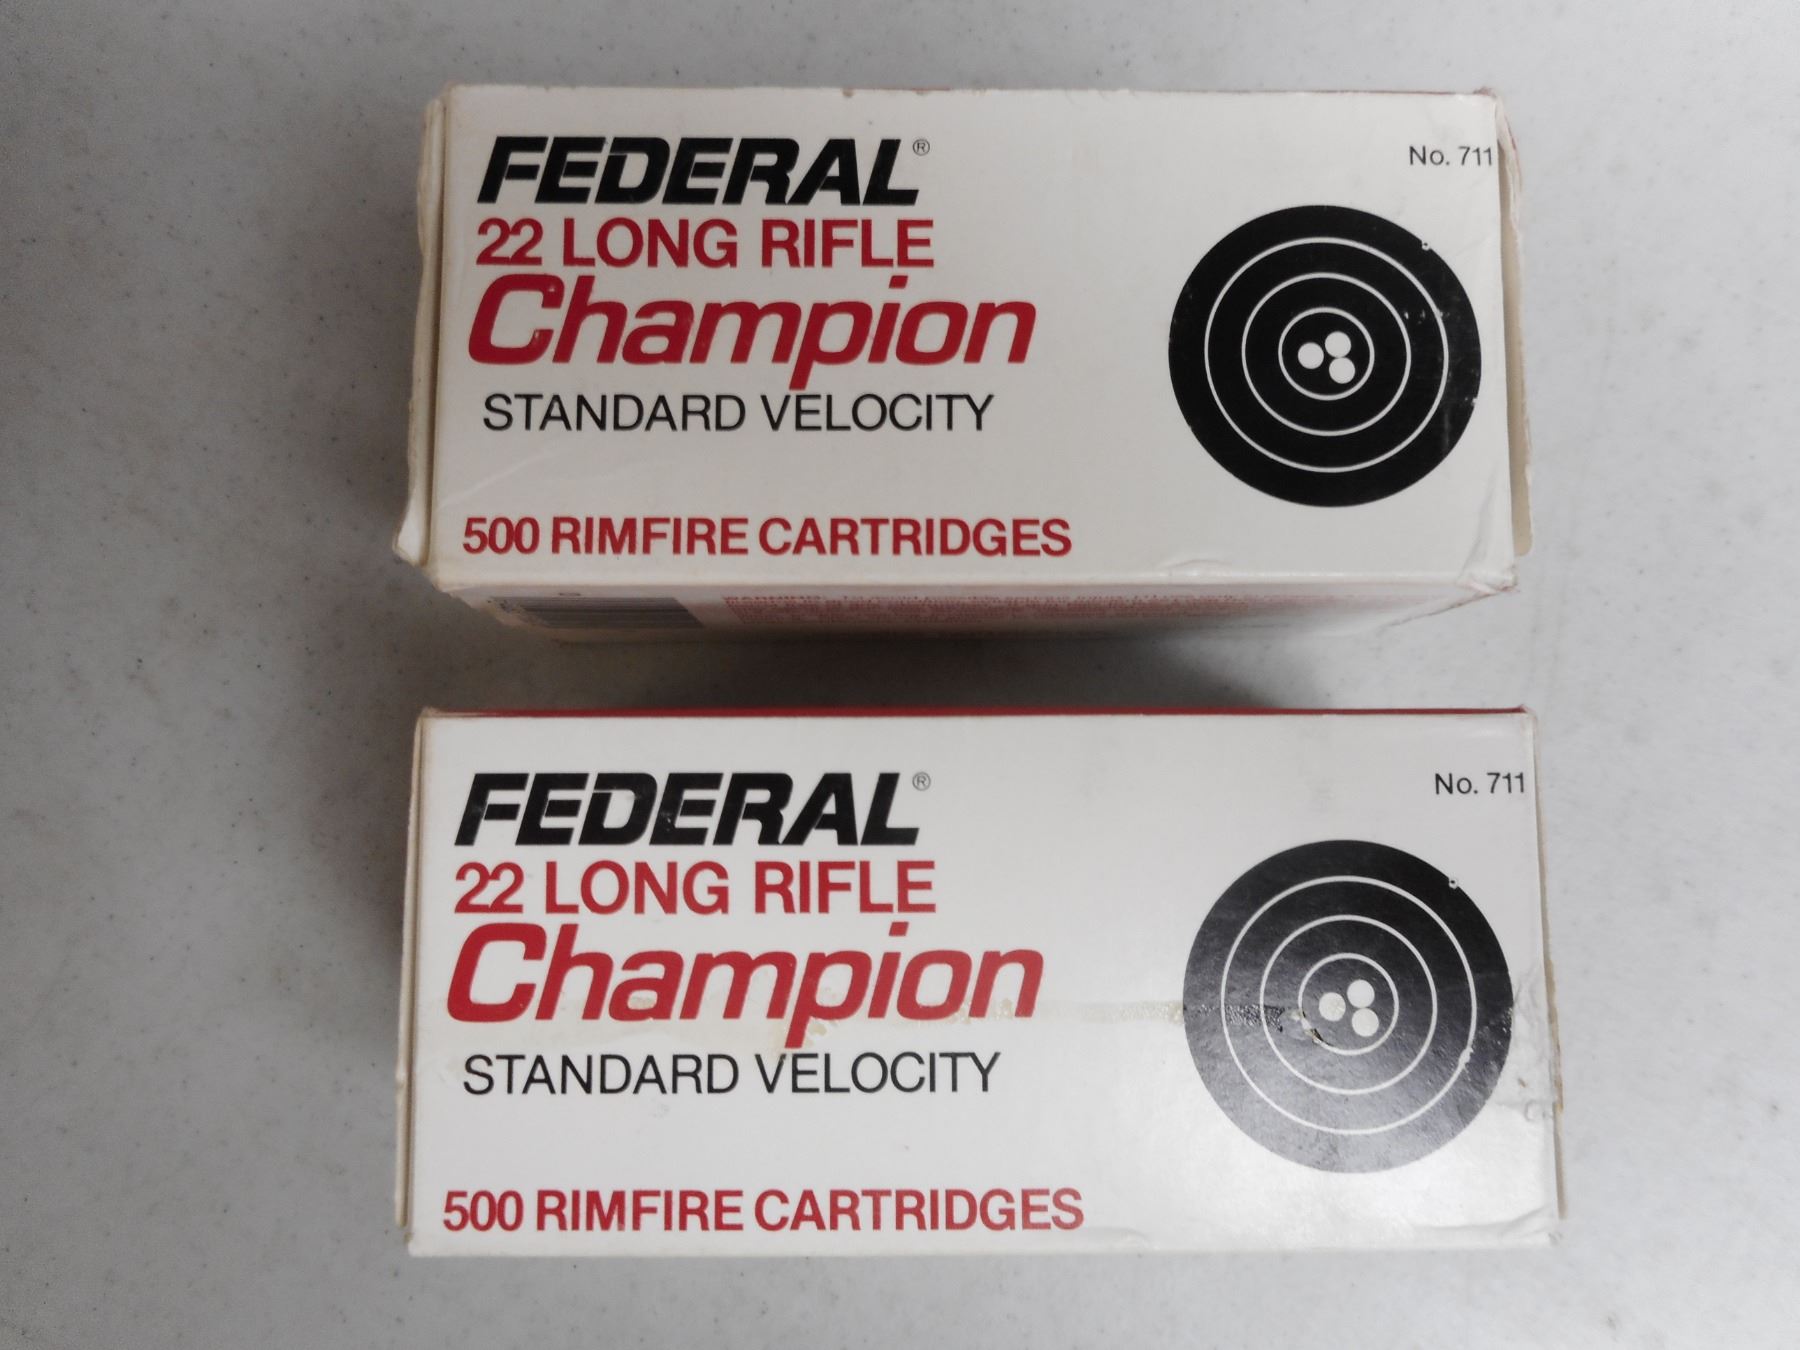 FEDERAL®
No. 711
22 LONG RIFLE
Champion
STANDARD VELOCITY
500 RIMFIRE CARTRIDGES
WARNING:
FEDERAL®
No. 711
22 LONG RIFLE
Champion
STANDARD VELOCITY
500 RIMFIRE CARTRIDGES